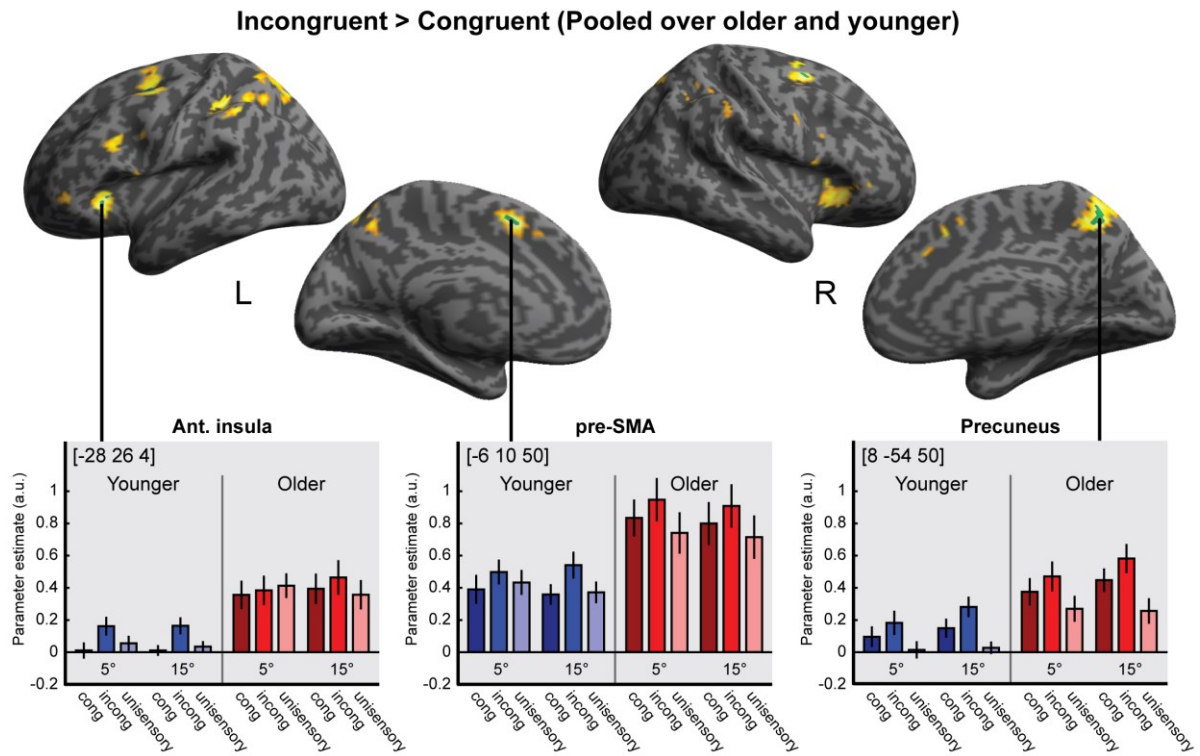 Incongruent > Congruent (Pooled over older and younger)
L
R
Ant. insula
[-28 26 4]
Younger
Older
Parameter estimate (a.u.)
1
0.8
0.6
0.4
0.2
0
-0.2
5°
15°
5°
15°
cong
incong
unisensory
cong
incong
unisensory
cong
incong
unisensory
cong
incong
unisensory
pre-SMA
[-6 10 50]
Younger
Older
Parameter estimate (a.u.)
1
0.8
0.6
0.4
0.2
0
-0.2
5°
15°
5°
15°
cong
incong
unisensory
cong
incong
unisensory
cong
incong
unisensory
cong
incong
unisensory
Precuneus
[8 -54 50]
Younger
Older
Parameter estimate (a.u.)
1
0.8
0.6
0.4
0.2
0
-0.2
5°
15°
5°
15°
cong
incong
unisensory
cong
incong
unisensory
cong
incong
unisensory
cong
incong
unisensory